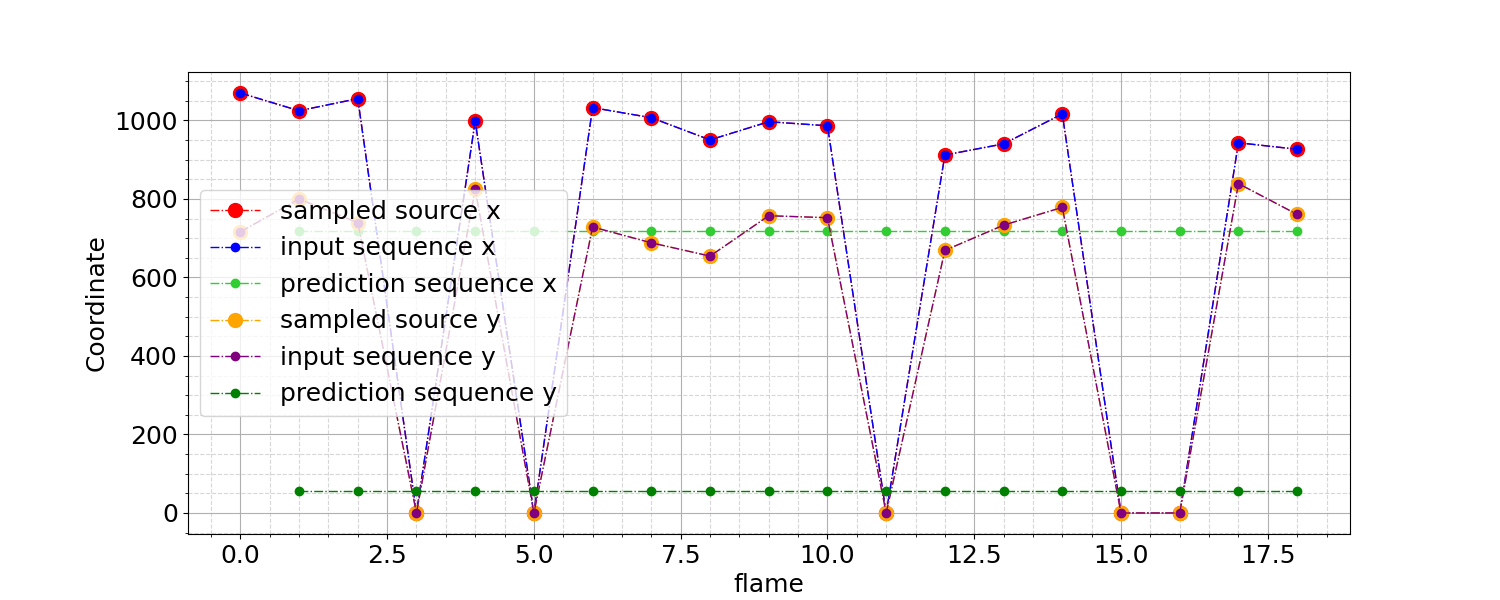 1000
800
600
400
200
0
Coordinate
sampled source x
input sequence x
prediction sequence x
sampled source y
input sequence y
prediction sequence y
0.0 2.5 5.0 7.5 10.0 12.5 15.0 17.5
flame